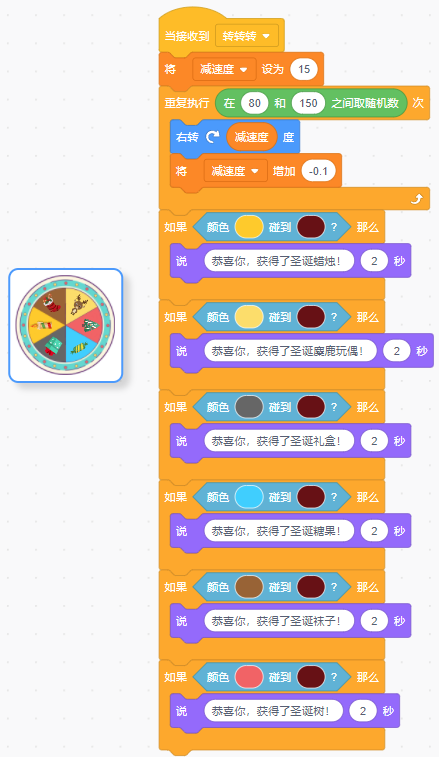 当接收到 转转转
将 减速度 设为 15
重复执行 在 80 和 150 之间取随机数 次
右转 减速度 度
将 减速度 增加 -0.1
如果 颜色 碰到 ? 那么
说 恭喜你，获得了圣诞蜡烛！ 2 秒
如果 颜色 碰到 ? 那么
说 恭喜你，获得了圣诞麋鹿玩偶！ 2 秒
如果 颜色 碰到 ? 那么
说 恭喜你，获得了圣诞礼盒！ 2 秒
如果 颜色 碰到 ? 那么
说 恭喜你，获得了圣诞糖果！ 2 秒
如果 颜色 碰到 ? 那么
说 恭喜你，获得了圣诞袜子！ 2 秒
如果 颜色 碰到 ? 那么
说 恭喜你，获得了圣诞树！ 2 秒